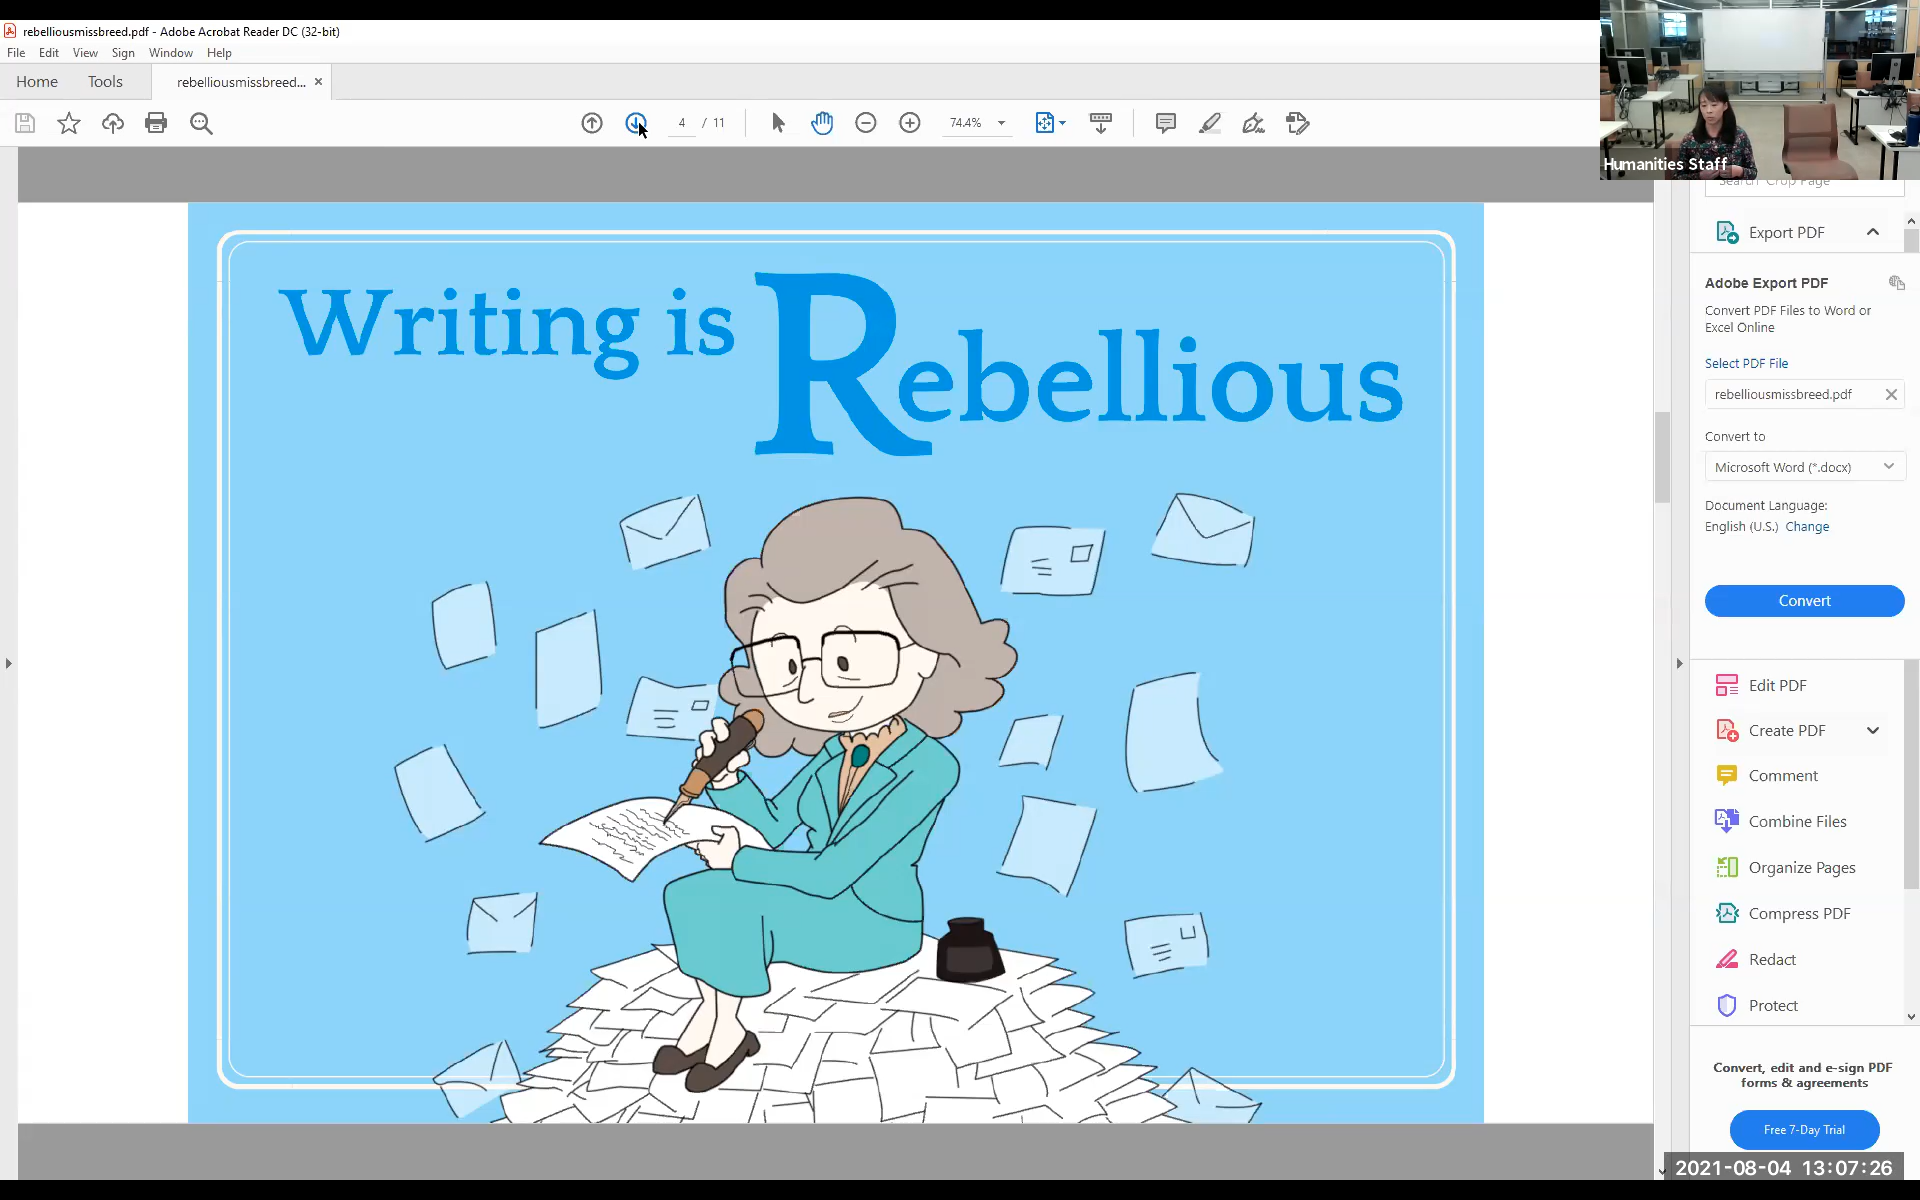 rebelliousmissbreed.pdf - Adobe Acrobat Reader DC (32-bit)
File Edit View Sign Window Help
Home Tools rebelliousmissbreed... ×
4 / 11 74.4%
Humanities Staff
Search 'Crop Page'
Export PDF
Adobe Export PDF
Convert PDF Files to Word or
Excel Online
Select PDF File
rebelliousmissbreed.pdf
Convert to
Microsoft Word (*.docx)
Document Language:
English (U.S.) Change
Convert
Edit PDF
Create PDF
Comment
Combine Files
Organize Pages
Compress PDF
Redact
Protect
Convert, edit and e-sign PDF
forms & agreements
Free 7-Day Trial
Writing is Rebellious
2021-08-04 13:07:26